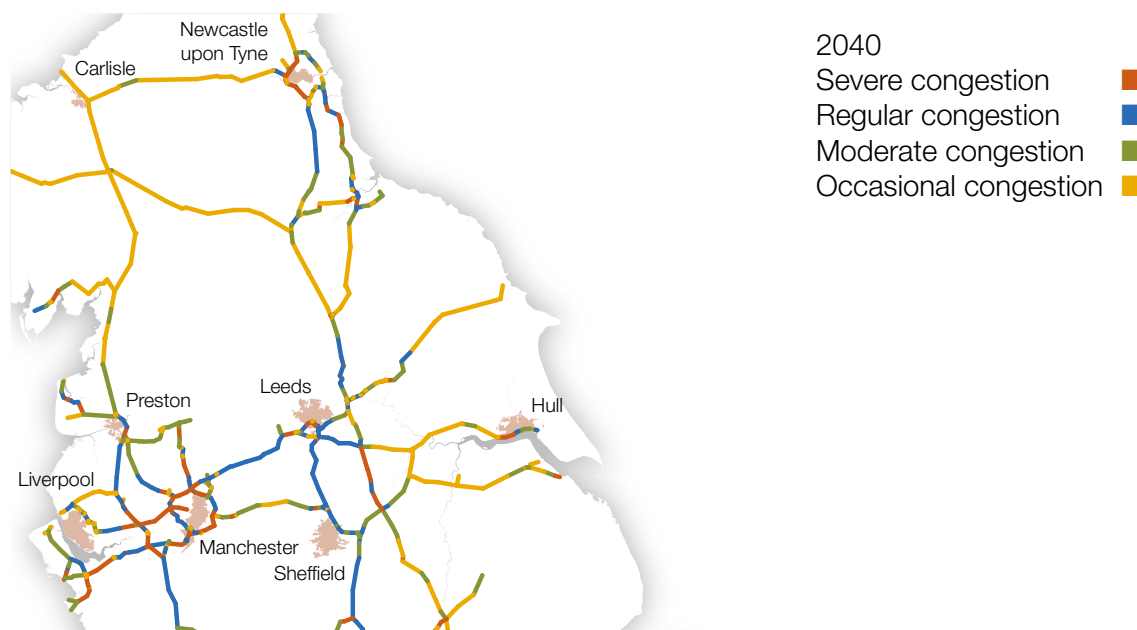 Newcastle
upon Tyne
Carlisle
Preston
Leeds
Hull
Liverpool
Manchester
Sheffield
2040
Severe congestion
Regular congestion
Moderate congestion
Occasional congestion